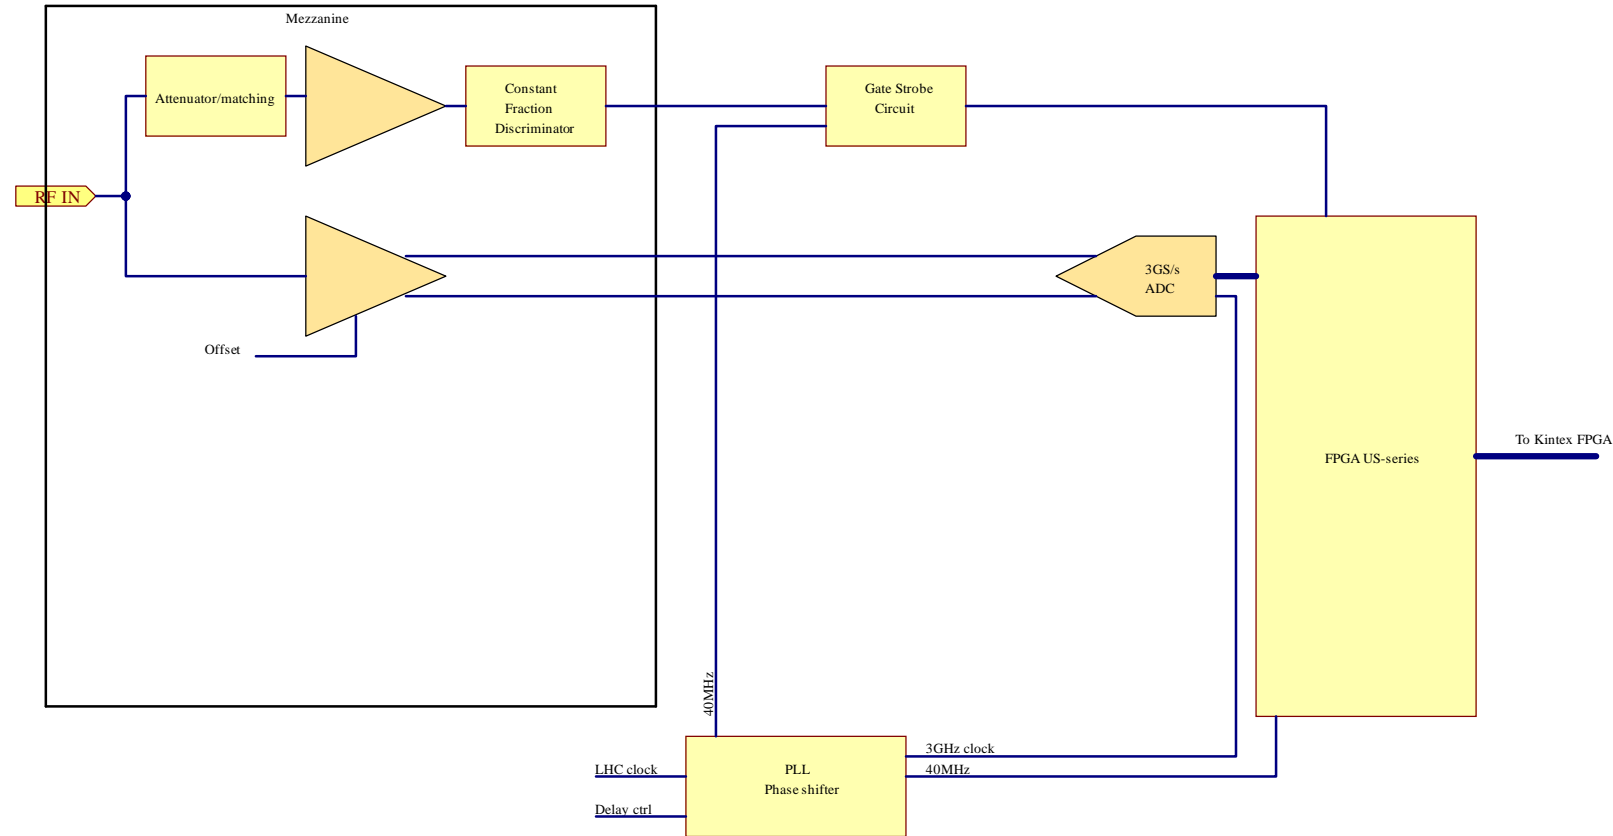 Mezzanine
Attenuator/matching
Constant
Fraction
Discriminator
Gate Strobe
Circuit
RF IN
3GS/s
ADC
Offset
To Kintex FPGA
FPGA US-series
40MHz
3GHz clock
LHC clock
PLL
40MHz
Phase shifter
Delay ctrl